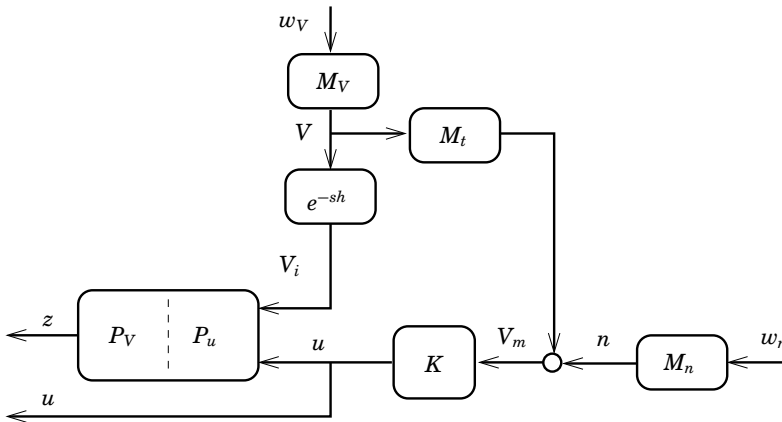 w_V
M_V
V
M_t
e^{-sh}
V_i
z
P_V
P_u
u
K
V_m
n
M_n
w_n
u